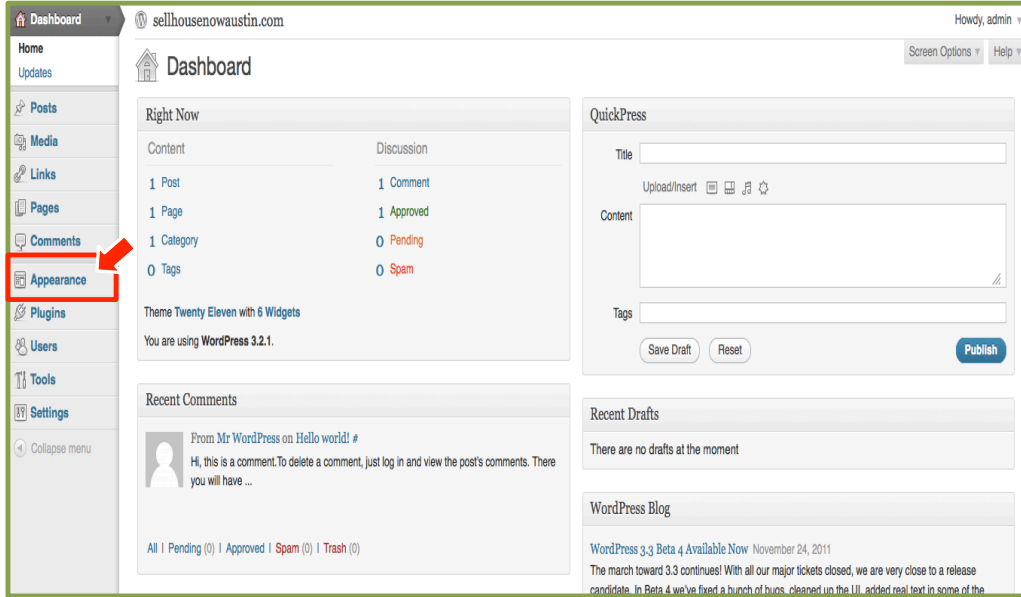 Dashboard
Home
Updates
Posts
Media
Links
Pages
Comments
Appearance
Plugins
Users
Tools
Settings
Collapse menu
sellhousenowaustin.com
Howdy, admin
Screen Options
Help
Dashboard
Right Now
Content
Discussion
1 Post
1 Comment
1 Page
1 Approved
1 Category
0 Pending
0 Tags
0 Spam
Theme Twenty Eleven with 6 Widgets
You are using WordPress 3.2.1.
Recent Comments
From Mr WordPress on Hello world! #
Hi, this is a comment.To delete a comment, just log in and view the post's comments. There
you will have ...
All | Pending (0) | Approved | Spam (0) | Trash (0)
QuickPress
Title
Upload/Insert
Content
Tags
Save Draft
Reset
Publish
Recent Drafts
There are no drafts at the moment
WordPress Blog
WordPress 3.3 Beta 4 Available Now November 24, 2011
The march toward 3.3 continues! With all our major tickets closed, we are very close to a release
candidate. In Beta 4 we've fixed a bunch of bugs, cleaned up the UI, added real text in some of the